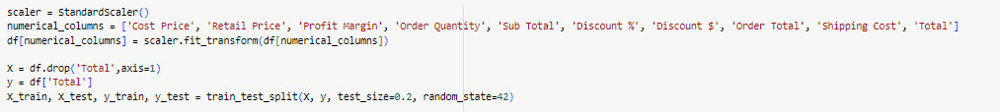 scaler = StandardScaler()
numerical_columns = ['Cost Price', 'Retail Price', 'Profit Margin', 'Order Quantity', 'Sub Total', 'Discount %', 'Discount $', 'Order Total', 'Shipping Cost', 'Total']
df[numerical_columns] = scaler.fit_transform(df[numerical_columns])
X = df.drop('Total',axis=1)
y = df['Total']
X_train, X_test, y_train, y_test = train_test_split(X, y, test_size=0.2, random_state=42)